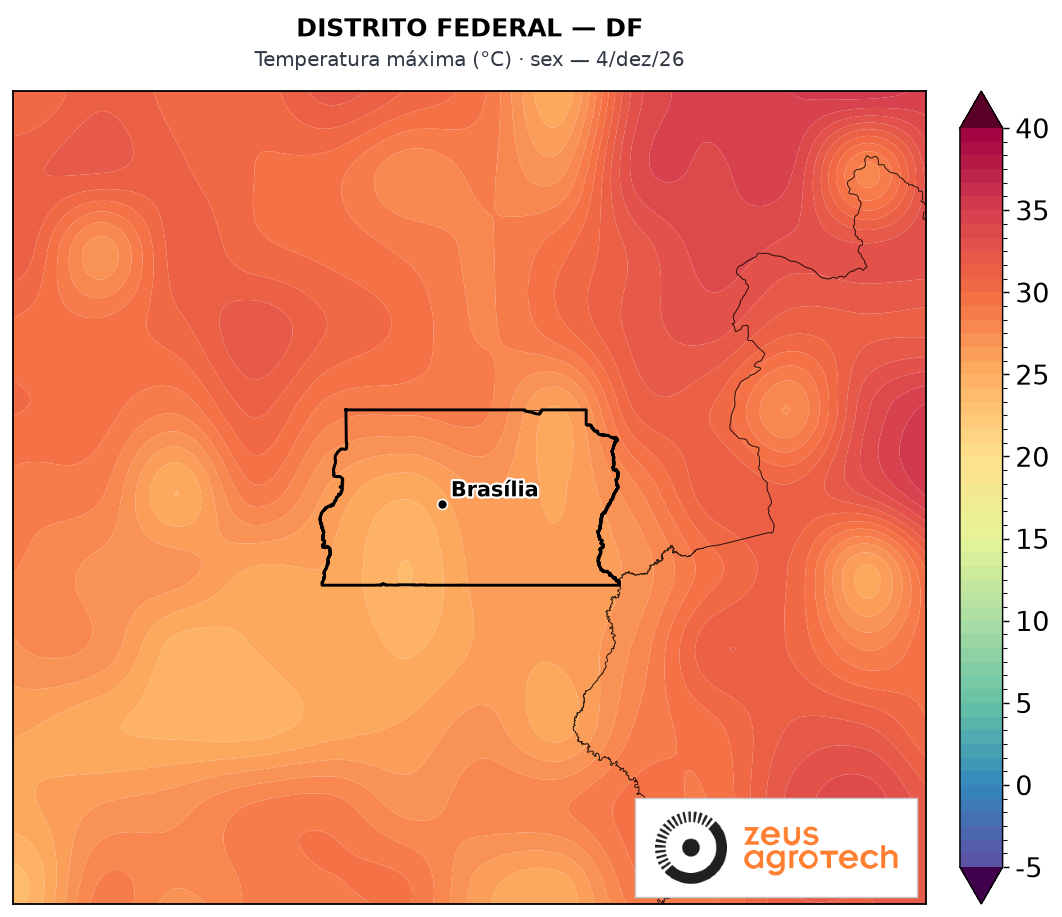 DISTRITO FEDERAL — DF
Temperatura máxima (°C) · sex — 4/dez/26
40
35
30
25
20
15
10
5
0
-5
Brasília
zeus
agrotech